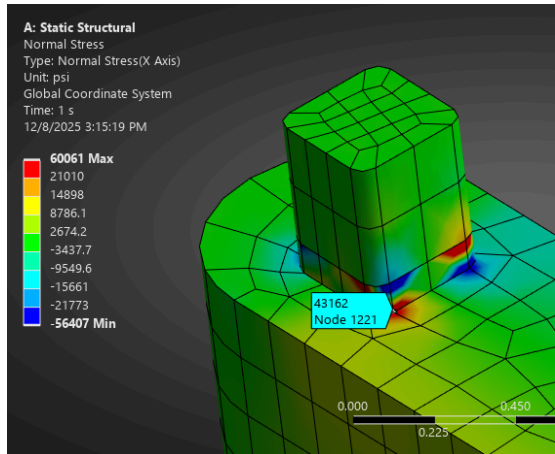 A: Static Structural
Normal Stress
Type: Normal Stress(X Axis)
Unit: psi
Global Coordinate System
Time: 1 s
12/8/2025 3:15:19 PM
60061 Max
21010
14898
8786.1
2674.2
-3437.7
-9549.6
-15661
-21773
-56407 Min
43162
Node 1221
0.000
0.450
0.225